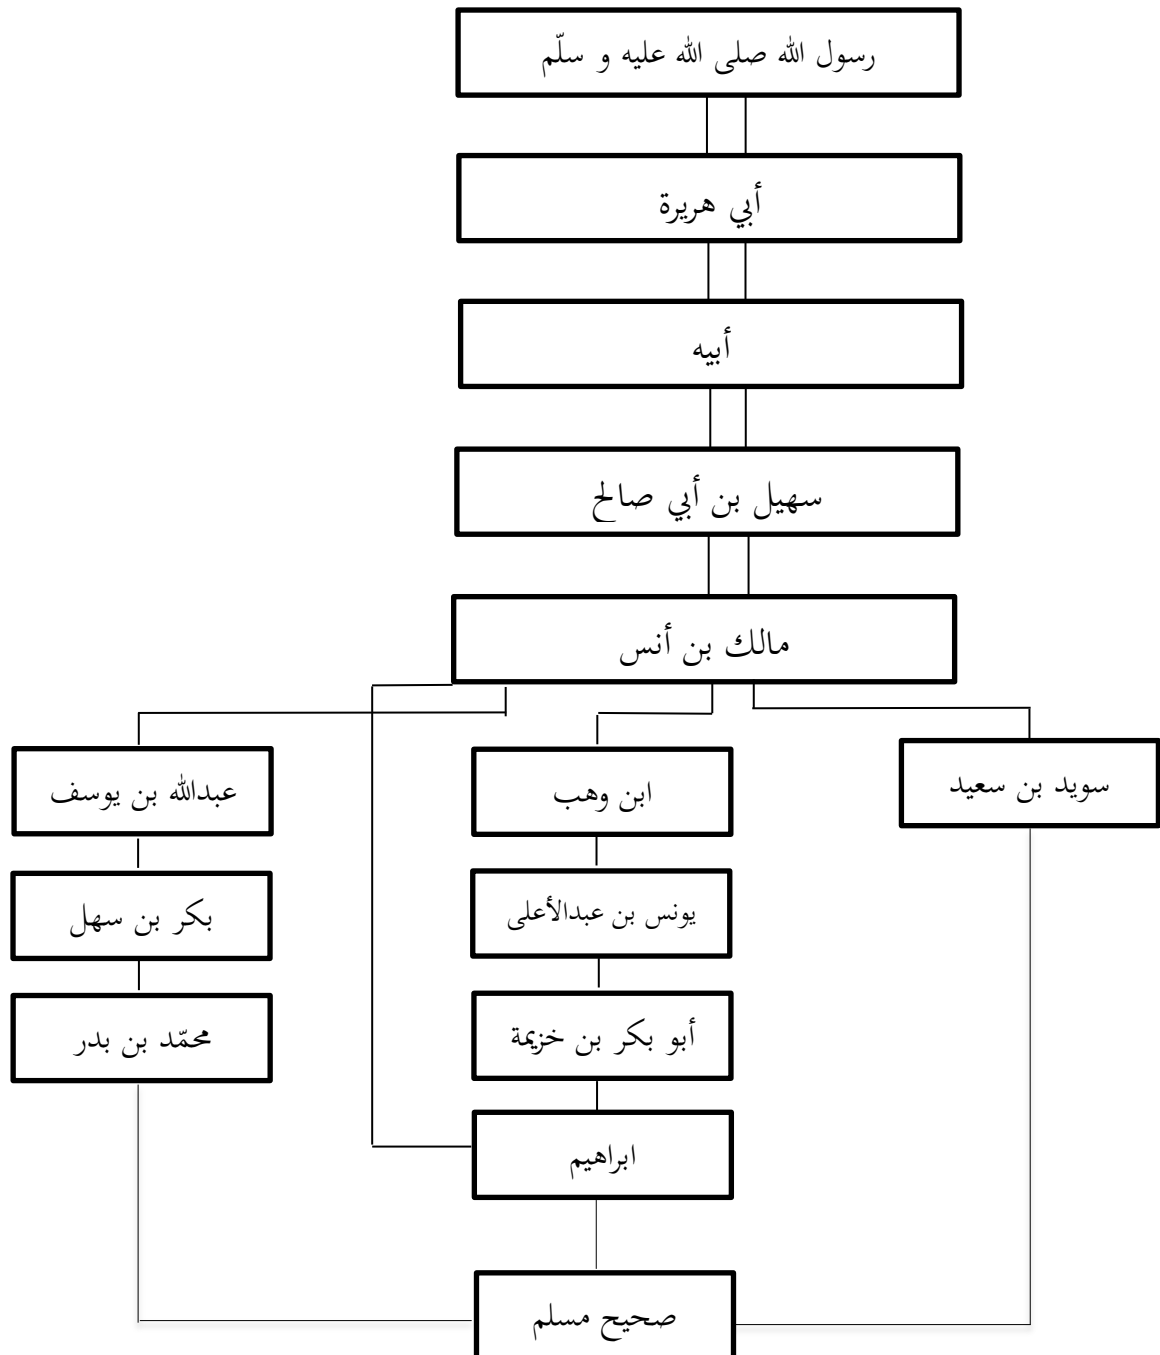 رسول الله صلى الله عليه و سلّم
أبي هريرة
أبيه
سهيل بن أبي صالح
مالك بن أنس
سويد بن سعيد
ابن وهب
عبدالله بن يوسف
يونس بن عبدالأعلى
بكر بن سهل
أبو بكر بن خزيمة
محمّد بن بدر
ابراهيم
صحيح مسلم